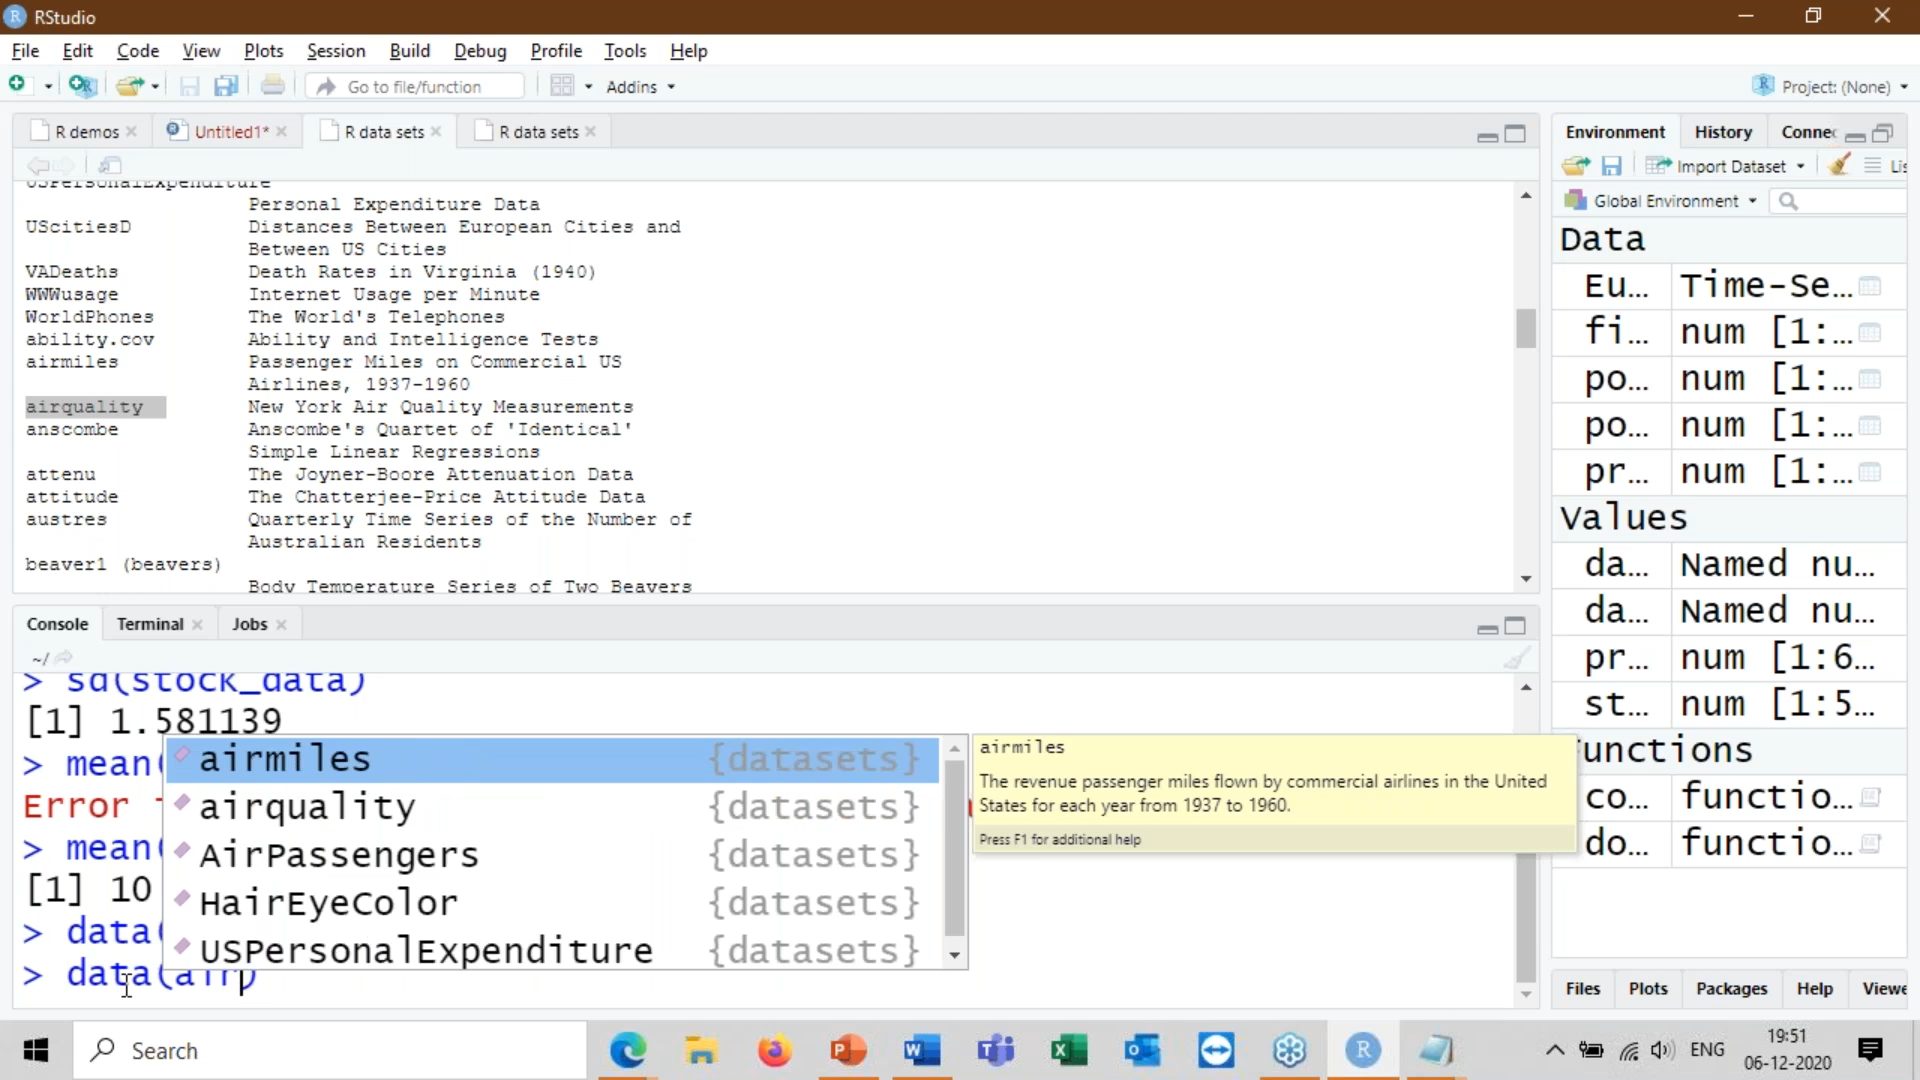 RStudio
File Edit Code View Plots Session Build Debug Profile Tools Help
Go to file/function Addins Project: (None)
R demos Untitled1* R data sets R data sets
USPersonalExpenditure
Personal Expenditure Data
UScitiesD Distances Between European Cities and
Between US Cities
VADeaths Death Rates in Virginia (1940)
WWWusage Internet Usage per Minute
WorldPhones The World's Telephones
ability.cov Ability and Intelligence Tests
airmiles Passenger Miles on Commercial US
Airlines, 1937-1960
airquality New York Air Quality Measurements
anscombe Anscombe's Quartet of 'Identical'
Simple Linear Regressions
attenu The Joyner-Boore Attenuation Data
attitude The Chatterjee-Price Attitude Data
austres Quarterly Time Series of the Number of
Australian Residents
beaver1 (beavers)
Body Temperature Series of Two Beavers
Console Terminal Jobs
~/
> sd(stock_data)
[1] 1.581139
> mean(
Error
> mean(
[1] 10
> data(
> data(air)
airmiles {datasets}
airquality {datasets}
AirPassengers {datasets}
HairEyeColor {datasets}
USPersonalExpenditure {datasets}
airmiles
The revenue passenger miles flown by commercial airlines in the United
States for each year from 1937 to 1960.
Press F1 for additional help
Environment History Connec
Import Dataset Lis
Global Environment
Data
Eu... Time-Se...
fi... num [1:...
po... num [1:...
po... num [1:...
pr... num [1:...
Values
da... Named nu...
da... Named nu...
pr... num [1:6...
st... num [1:5...
unctions
co... functio...
do... functio...
Files Plots Packages Help Viewe
Search
ENG
19:51
06-12-2020